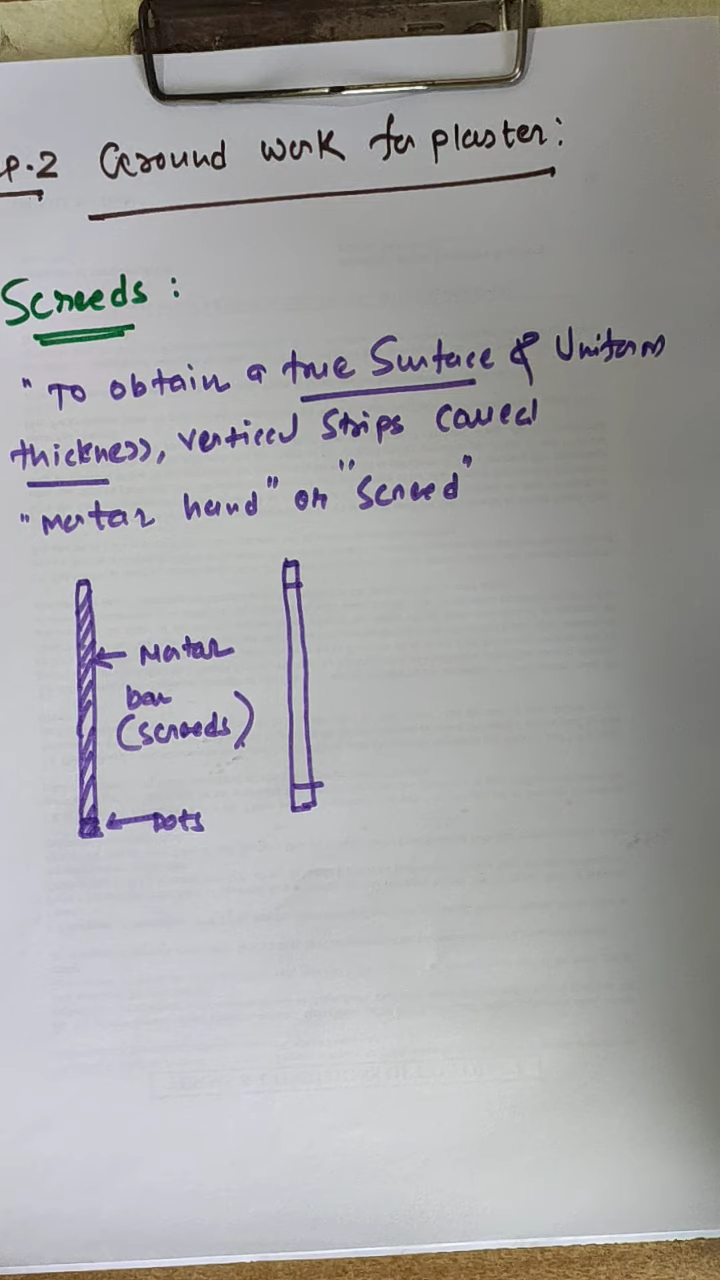 p.2 Ground work for plaster:
Screeds:
"To obtain a true Surface & Uniform
thickness, vertical Strips called
"mortar band" or "Screed"
← Mortar
bar
(screeds)
← Dots